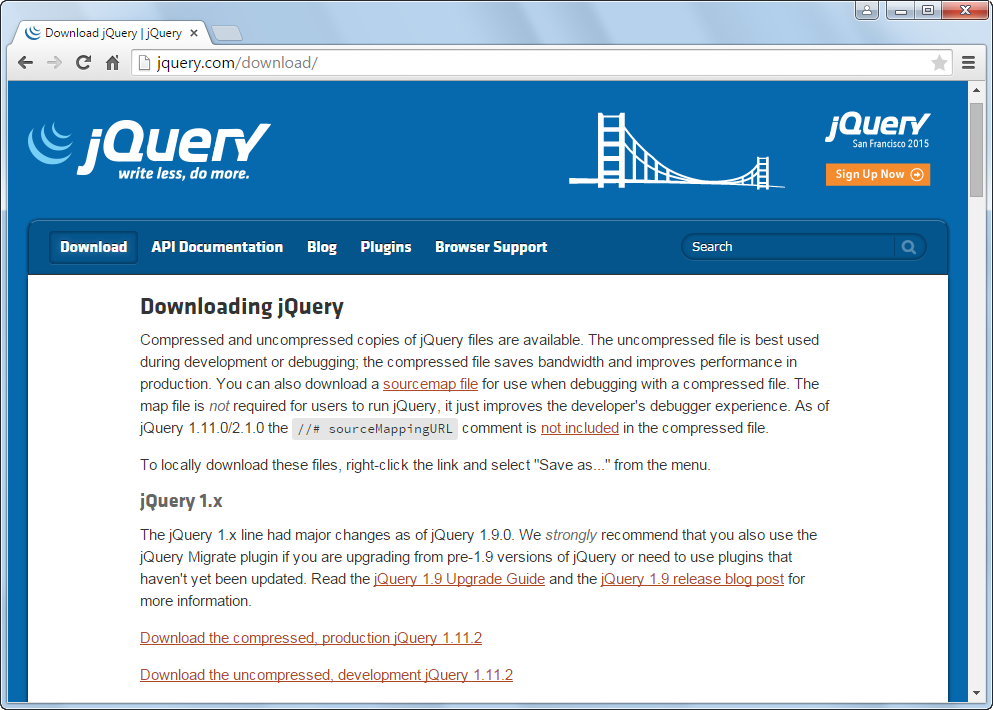 Download jQuery | jQuery
jquery.com/download/
jQuery
write less, do more.
jQuery
San Francisco 2015
Sign Up Now
Download API Documentation Blog Plugins Browser Support Search
Downloading jQuery
Compressed and uncompressed copies of jQuery files are available. The uncompressed file is best used
during development or debugging; the compressed file saves bandwidth and improves performance in
production. You can also download a sourcemap file for use when debugging with a compressed file. The
map file is not required for users to run jQuery, it just improves the developer's debugger experience. As of
jQuery 1.11.0/2.1.0 the //# sourceMappingURL comment is not included in the compressed file.
To locally download these files, right-click the link and select "Save as..." from the menu.
jQuery 1.x
The jQuery 1.x line had major changes as of jQuery 1.9.0. We strongly recommend that you also use the
jQuery Migrate plugin if you are upgrading from pre-1.9 versions of jQuery or need to use plugins that
haven't yet been updated. Read the jQuery 1.9 Upgrade Guide and the jQuery 1.9 release blog post for
more information.
Download the compressed, production jQuery 1.11.2
Download the uncompressed, development jQuery 1.11.2